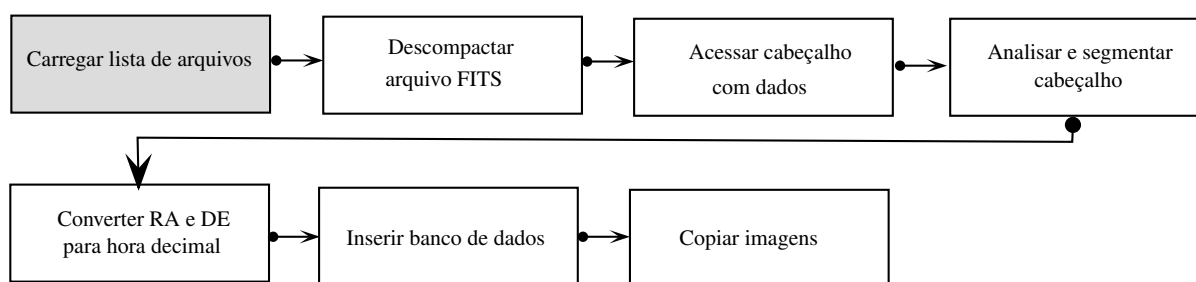 Carregar lista de arquivos
Descompactar
arquivo FITS
Acessar cabeçalho
com dados
Analisar e segmentar
cabeçalho
Converter RA e DE
para hora decimal
Inserir banco de dados
Copiar imagens